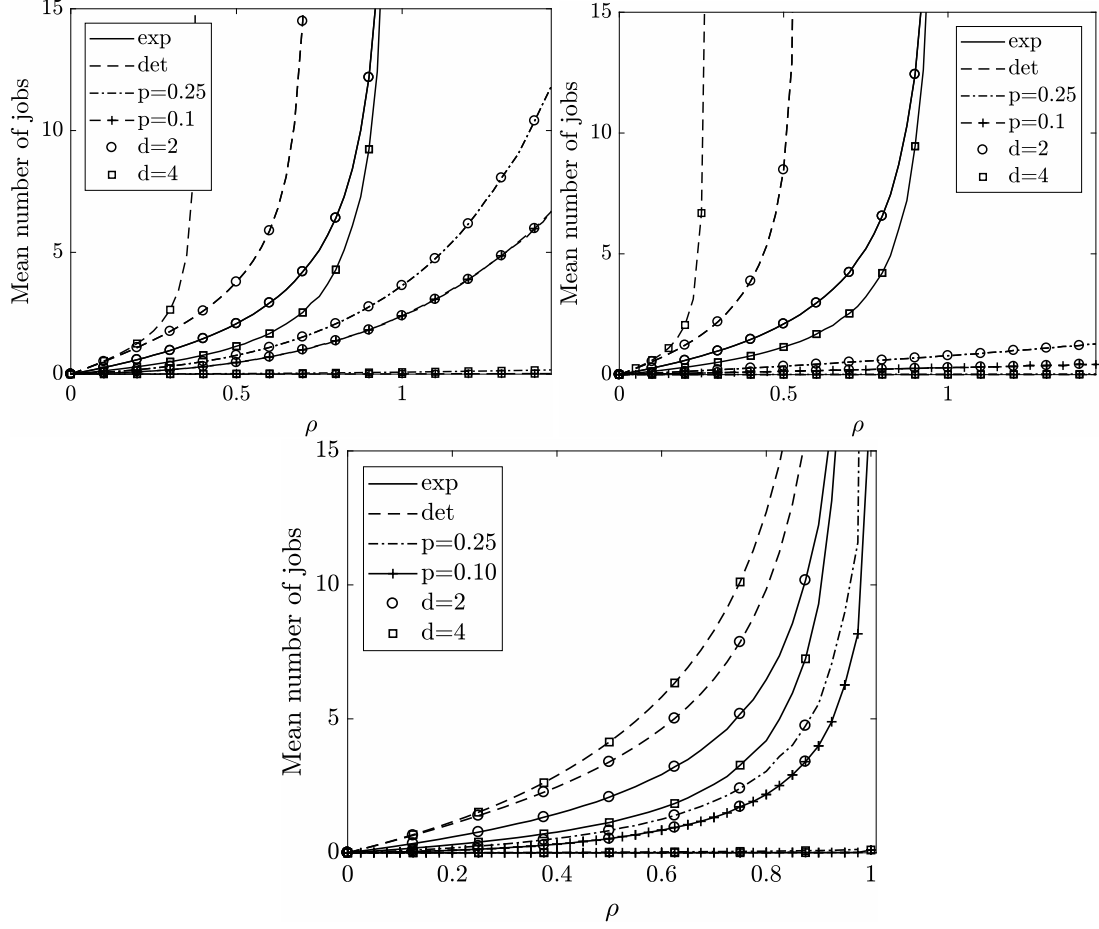 15
10
5
0
Mean number of jobs
exp
det
p=0.25
p=0.1
d=2
d=4
0
0.5
1
ρ
15
10
5
0
Mean number of jobs
exp
det
p=0.25
p=0.1
d=2
d=4
0
0.5
1
ρ
15
10
5
0
Mean number of jobs
exp
det
p=0.25
p=0.10
d=2
d=4
0
0.2
0.4
0.6
0.8
1
ρ